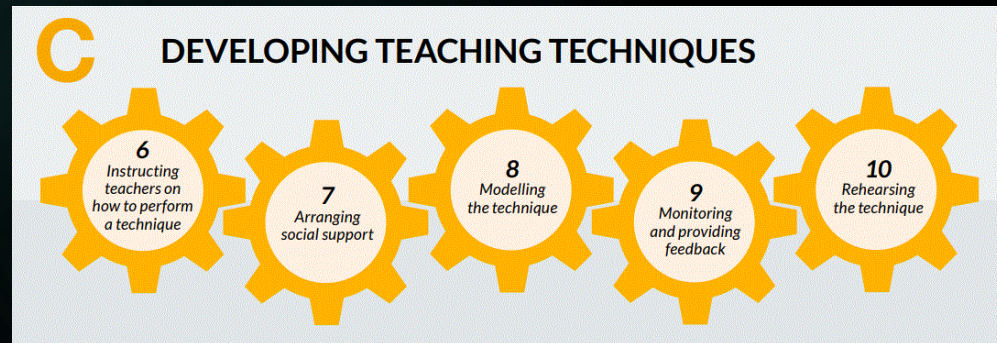 C
DEVELOPING TEACHING TECHNIQUES
6
Instructing
teachers on
how to perform
a technique
7
Arranging
social support
8
Modelling
the technique
9
Monitoring
and providing
feedback
10
Rehearsing
the technique